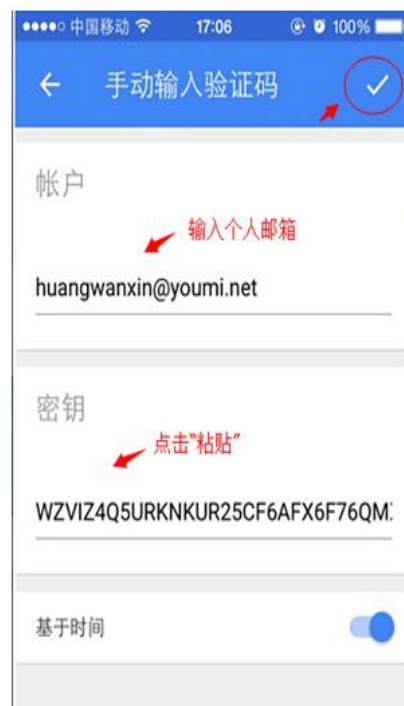 中国移动 17:06 100%
手动输入验证码
帐户
输入个人邮箱
huangwanxin@youmi.net
密钥
点击“粘贴”
WZVIZ4Q5URKNKUR25CF6AFX6F76QM
基于时间